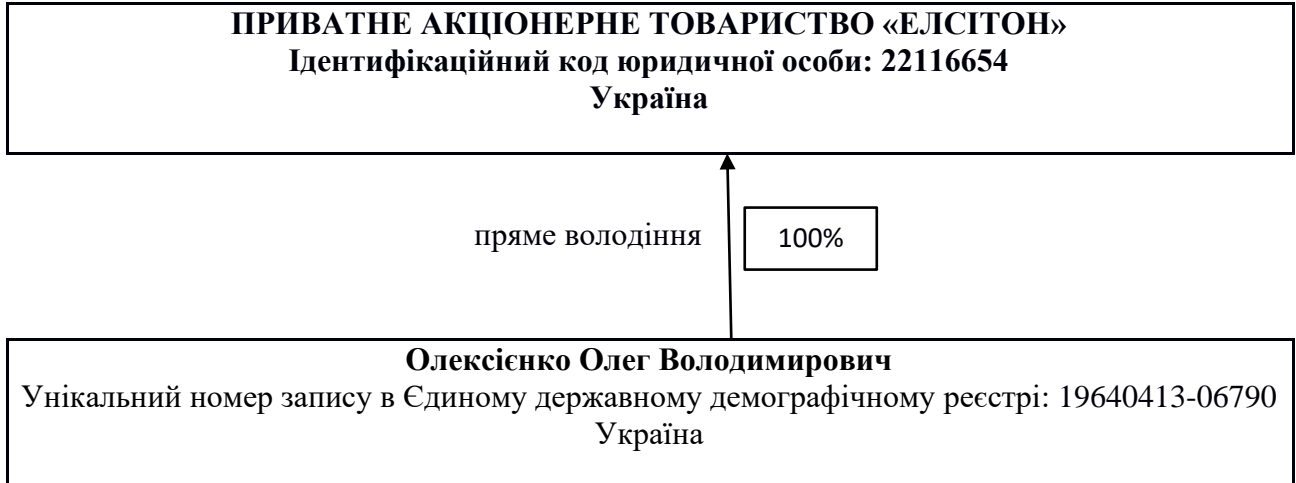 ПРИВАТНЕ АКЦІОНЕРНЕ ТОВАРИСТВО «ЕЛСІТОН»
Ідентифікаційний код юридичної особи: 22116654
Україна
пряме володіння
100%
Олексієнко Олег Володимирович
Унікальний номер запису в Єдиному державному демографічному реєстрі: 19640413-06790
Україна